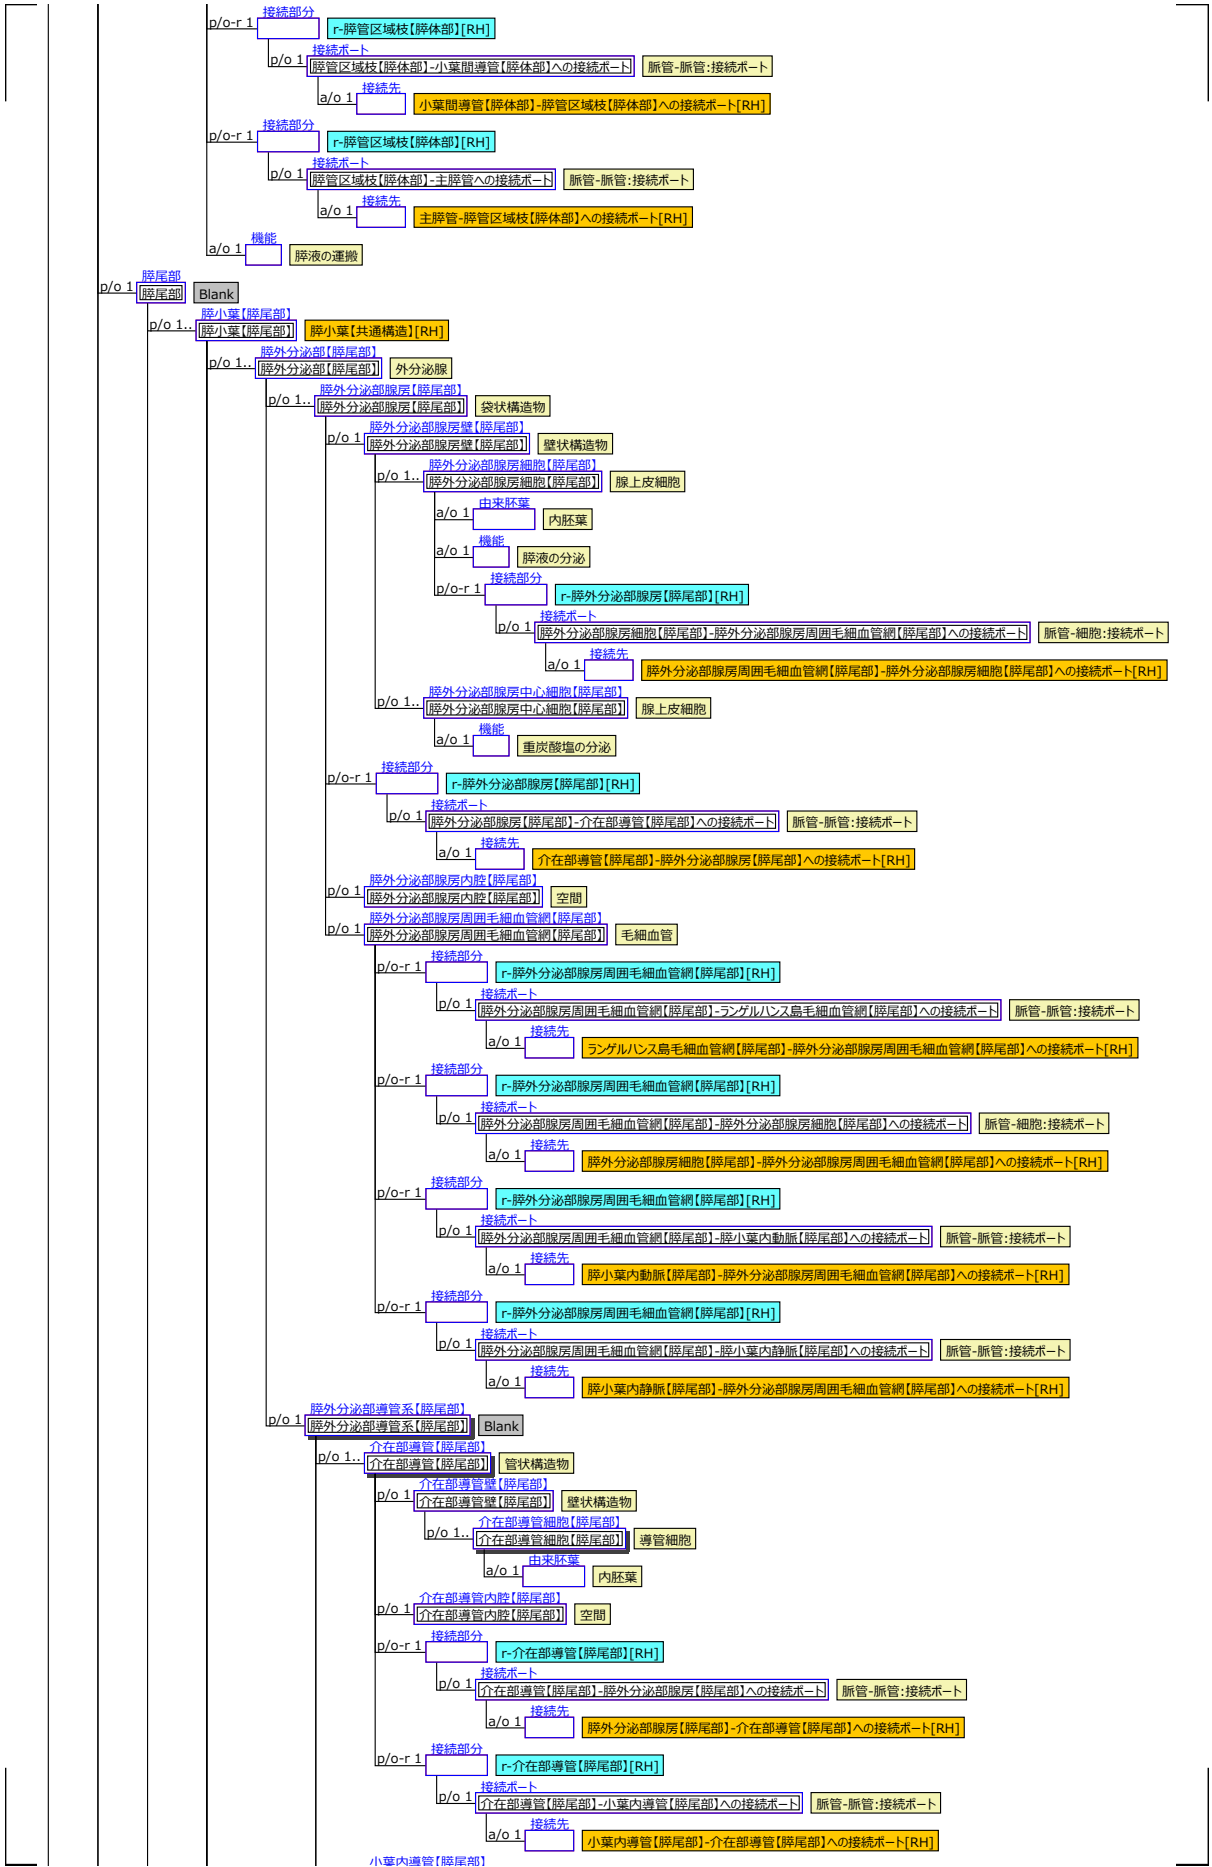 接続部分
p/o-r 1 r-膵管区域枝【膵体部】[RH]
接続ポート
p/o 1 膵管区域枝【膵体部】-小葉間導管【膵体部】への接続ポート 脈管-脈管:接続ポート
接続先
a/o 1 小葉間導管【膵体部】-膵管区域枝【膵体部】への接続ポート[RH]
接続部分
p/o-r 1 r-膵管区域枝【膵体部】[RH]
接続ポート
p/o 1 膵管区域枝【膵体部】-主膵管への接続ポート 脈管-脈管:接続ポート
接続先
a/o 1 主膵管-膵管区域枝【膵体部】への接続ポート[RH]
機能
a/o 1 膵液の運搬
膵尾部
p/o 1 膵尾部 Blank
膵小葉【膵尾部】
p/o 1.. 膵小葉【膵尾部】 膵小葉【共通構造】[RH]
膵外分泌部【膵尾部】
p/o 1.. 膵外分泌部【膵尾部】 外分泌腺
膵外分泌部腺房【膵尾部】
p/o 1.. 膵外分泌部腺房【膵尾部】 袋状構造物
膵外分泌部腺房壁【膵尾部】
p/o 1 膵外分泌部腺房壁【膵尾部】 壁状構造物
膵外分泌部腺房細胞【膵尾部】
p/o 1.. 膵外分泌部腺房細胞【膵尾部】 腺上皮細胞
由来胚葉
a/o 1 内胚葉
機能
a/o 1 膵液の分泌
接続部分
p/o-r 1 r-膵外分泌部腺房【膵尾部】[RH]
接続ポート
p/o 1 膵外分泌部腺房細胞【膵尾部】-膵外分泌部腺房周囲毛細血管網【膵尾部】への接続ポート 脈管-細胞:接続ポート
接続先
a/o 1 膵外分泌部腺房周囲毛細血管網【膵尾部】-膵外分泌部腺房細胞【膵尾部】への接続ポート[RH]
膵外分泌部腺房中心細胞【膵尾部】
p/o 1.. 膵外分泌部腺房中心細胞【膵尾部】 腺上皮細胞
機能
a/o 1 重炭酸塩の分泌
接続部分
p/o-r 1 r-膵外分泌部腺房【膵尾部】[RH]
接続ポート
p/o 1 膵外分泌部腺房【膵尾部】-介在部導管【膵尾部】への接続ポート 脈管-脈管:接続ポート
接続先
a/o 1 介在部導管【膵尾部】-膵外分泌部腺房【膵尾部】への接続ポート[RH]
膵外分泌部腺房内腔【膵尾部】
p/o 1 膵外分泌部腺房内腔【膵尾部】 空間
膵外分泌部腺房周囲毛細血管網【膵尾部】
p/o 1 膵外分泌部腺房周囲毛細血管網【膵尾部】 毛細血管
接続部分
p/o-r 1 r-膵外分泌部腺房周囲毛細血管網【膵尾部】[RH]
接続ポート
p/o 1 膵外分泌部腺房周囲毛細血管網【膵尾部】-ランゲルハンス島毛細血管網【膵尾部】への接続ポート 脈管-脈管:接続ポート
接続先
a/o 1 ランゲルハンス島毛細血管網【膵尾部】-膵外分泌部腺房周囲毛細血管網【膵尾部】への接続ポート[RH]
接続部分
p/o-r 1 r-膵外分泌部腺房周囲毛細血管網【膵尾部】[RH]
接続ポート
p/o 1 膵外分泌部腺房周囲毛細血管網【膵尾部】-膵外分泌部腺房細胞【膵尾部】への接続ポート 脈管-細胞:接続ポート
接続先
a/o 1 膵外分泌部腺房細胞【膵尾部】-膵外分泌部腺房周囲毛細血管網【膵尾部】への接続ポート[RH]
接続部分
p/o-r 1 r-膵外分泌部腺房周囲毛細血管網【膵尾部】[RH]
接続ポート
p/o 1 膵外分泌部腺房周囲毛細血管網【膵尾部】-膵小葉内動脈【膵尾部】への接続ポート 脈管-脈管:接続ポート
接続先
a/o 1 膵小葉内動脈【膵尾部】-膵外分泌部腺房周囲毛細血管網【膵尾部】への接続ポート[RH]
接続部分
p/o-r 1 r-膵外分泌部腺房周囲毛細血管網【膵尾部】[RH]
接続ポート
p/o 1 膵外分泌部腺房周囲毛細血管網【膵尾部】-膵小葉内静脈【膵尾部】への接続ポート 脈管-脈管:接続ポート
接続先
a/o 1 膵小葉内静脈【膵尾部】-膵外分泌部腺房周囲毛細血管網【膵尾部】への接続ポート[RH]
膵外分泌部導管系【膵尾部】
p/o 1 膵外分泌部導管系【膵尾部】 Blank
介在部導管【膵尾部】
p/o 1.. 介在部導管【膵尾部】 管状構造物
介在部導管壁【膵尾部】
p/o 1 介在部導管壁【膵尾部】 壁状構造物
介在部導管細胞【膵尾部】
p/o 1.. 介在部導管細胞【膵尾部】 導管細胞
由来胚葉
a/o 1 内胚葉
介在部導管内腔【膵尾部】
p/o 1 介在部導管内腔【膵尾部】 空間
接続部分
p/o-r 1 r-介在部導管【膵尾部】[RH]
接続ポート
p/o 1 介在部導管【膵尾部】-膵外分泌部腺房【膵尾部】への接続ポート 脈管-脈管:接続ポート
接続先
a/o 1 膵外分泌部腺房【膵尾部】-介在部導管【膵尾部】への接続ポート[RH]
接続部分
p/o-r 1 r-介在部導管【膵尾部】[RH]
接続ポート
p/o 1 介在部導管【膵尾部】-小葉内導管【膵尾部】への接続ポート 脈管-脈管:接続ポート
接続先
a/o 1 小葉内導管【膵尾部】-介在部導管【膵尾部】への接続ポート[RH]
小葉内導管【膵尾部】